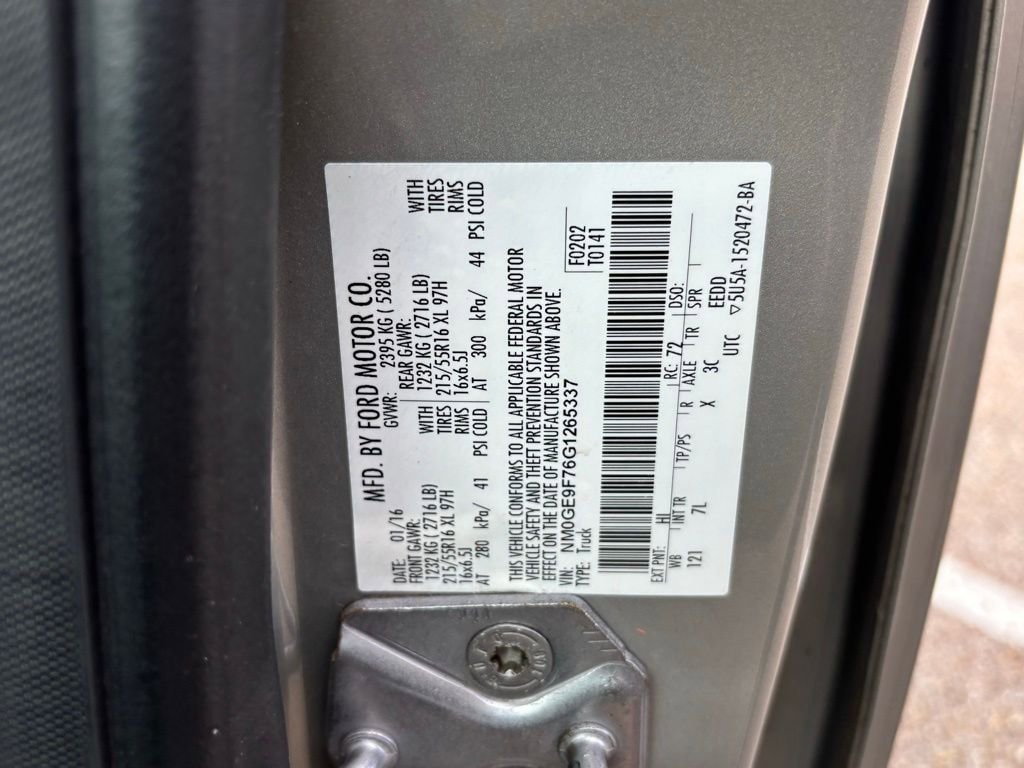 MFD. BY FORD MOTOR CO.
DATE: 01/16 GVWR: 2395 KG ( 5280 LB)
FRONT GAWR: REAR GAWR:
1232 KG ( 2716 LB) WITH 1232 KG ( 2716 LB) WITH
215/55R16 XL 97H TIRES 215/55R16 XL 97H TIRES
16x6.5J RIMS 16x6.5J RIMS
AT 280 kPa/ 41 PSI COLD AT 300 kPa/ 44 PSI COLD
THIS VEHICLE CONFORMS TO ALL APPLICABLE FEDERAL MOTOR
VEHICLE SAFETY AND THEFT PREVENTION STANDARDS IN
EFFECT ON THE DATE OF MANUFACTURE SHOWN ABOVE.
VIN: NM0GE9F76G1265337 F0202
TYPE: Truck T0141
EXT PNT: HI RC: 72 DSO:
WB INT TR TP/PS R AXLE TR SPR
121 7L X 3C EEDD
UTC ▽5U5A-1520472-BA